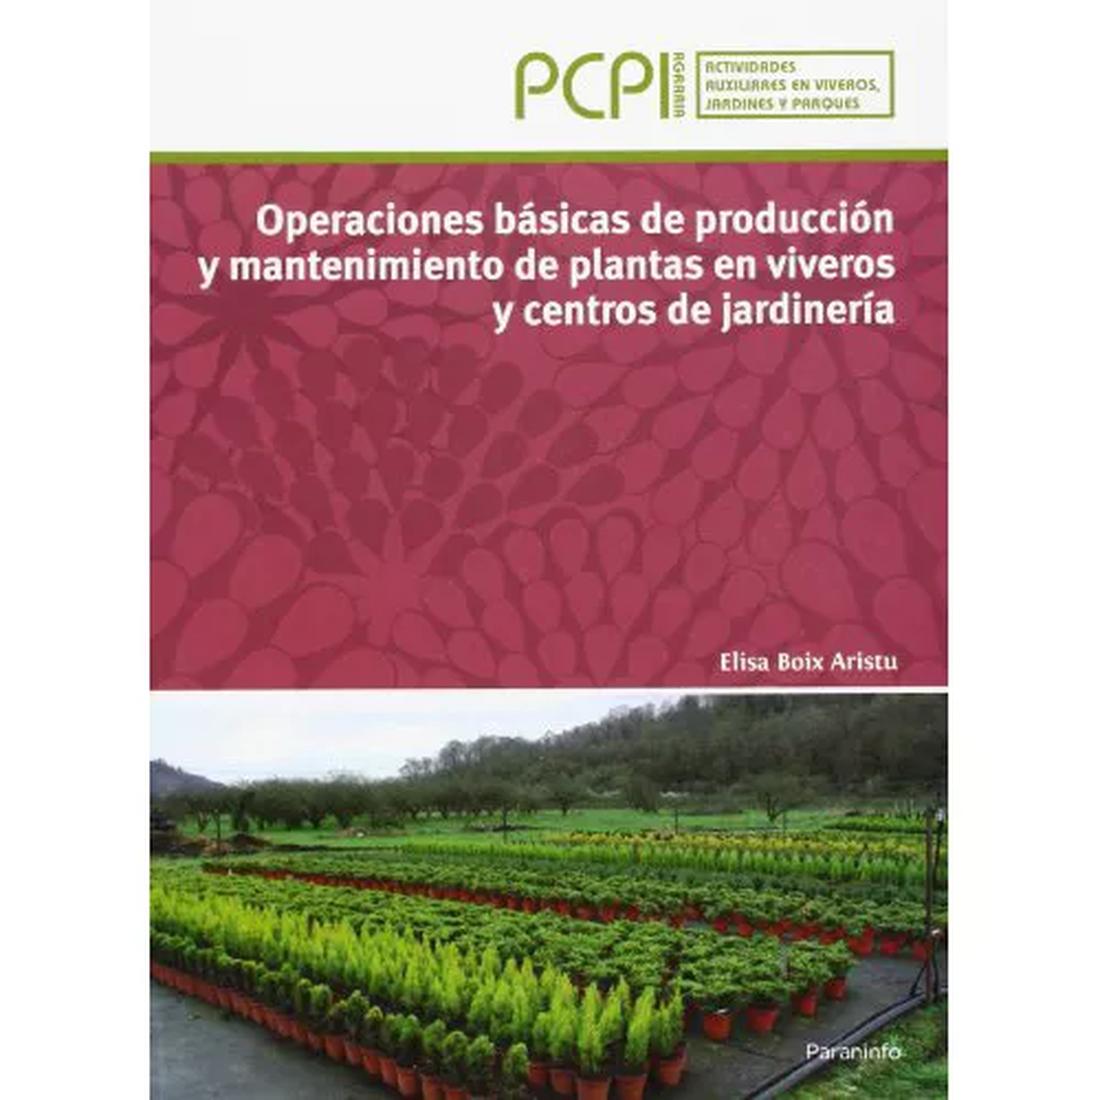 PCPI
AGRARIA
ACTIVIDADES
AUXILIARES EN VIVEROS,
JARDINES Y PARQUES
Operaciones básicas de producción
y mantenimiento de plantas en viveros
y centros de jardinería
Elisa Boix Aristu
Paraninfo